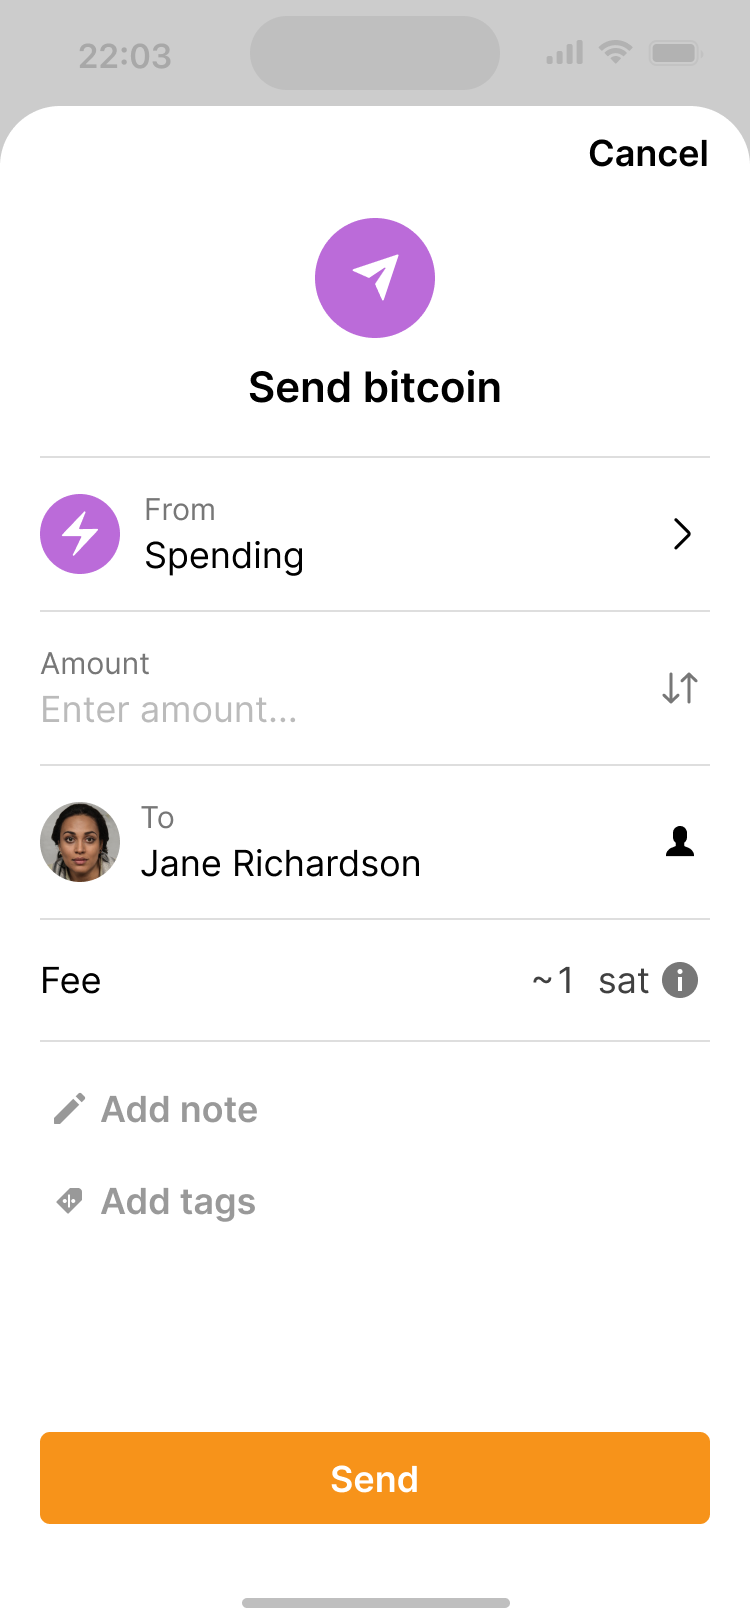 22:03
Cancel
Send bitcoin
From
Spending
Amount
Enter amount...
To
Jane Richardson
Fee
~1 sat
Add note
Add tags
Send